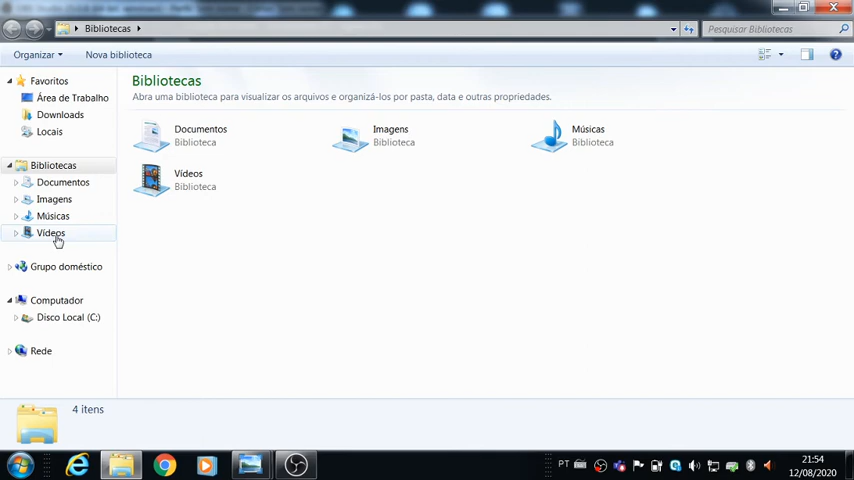 Bibliotecas
Pesquisar Bibliotecas
Organizar
Nova biblioteca
Favoritos
Área de Trabalho
Downloads
Locais
Bibliotecas
Documentos
Imagens
Músicas
Vídeos
Grupo doméstico
Computador
Disco Local (C:)
Rede
Bibliotecas
Abra uma biblioteca para visualizar os arquivos e organizá-los por pasta, data e outras propriedades.
Documentos
Biblioteca
Imagens
Biblioteca
Músicas
Biblioteca
Vídeos
Biblioteca
4 itens
PT
21:54
12/08/2020